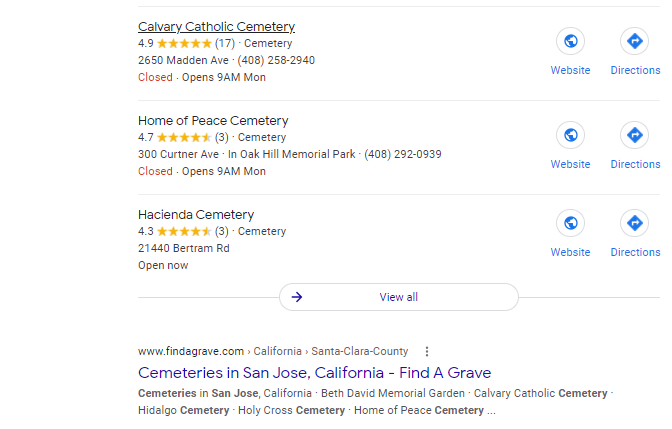 Calvary Catholic Cemetery
4.9 (17) · Cemetery
2650 Madden Ave · (408) 258-2940
Closed · Opens 9AM Mon
Website
Directions
Home of Peace Cemetery
4.7 (3) · Cemetery
300 Curtner Ave · In Oak Hill Memorial Park · (408) 292-0939
Closed · Opens 9AM Mon
Website
Directions
Hacienda Cemetery
4.3 (3) · Cemetery
21440 Bertram Rd
Open now
Website
Directions
View all
www.findagrave.com › California › Santa-Clara-County
Cemeteries in San Jose, California - Find A Grave
Cemeteries in San Jose, California · Beth David Memorial Garden · Calvary Catholic Cemetery ·
Hidalgo Cemetery · Holy Cross Cemetery · Home of Peace Cemetery ...